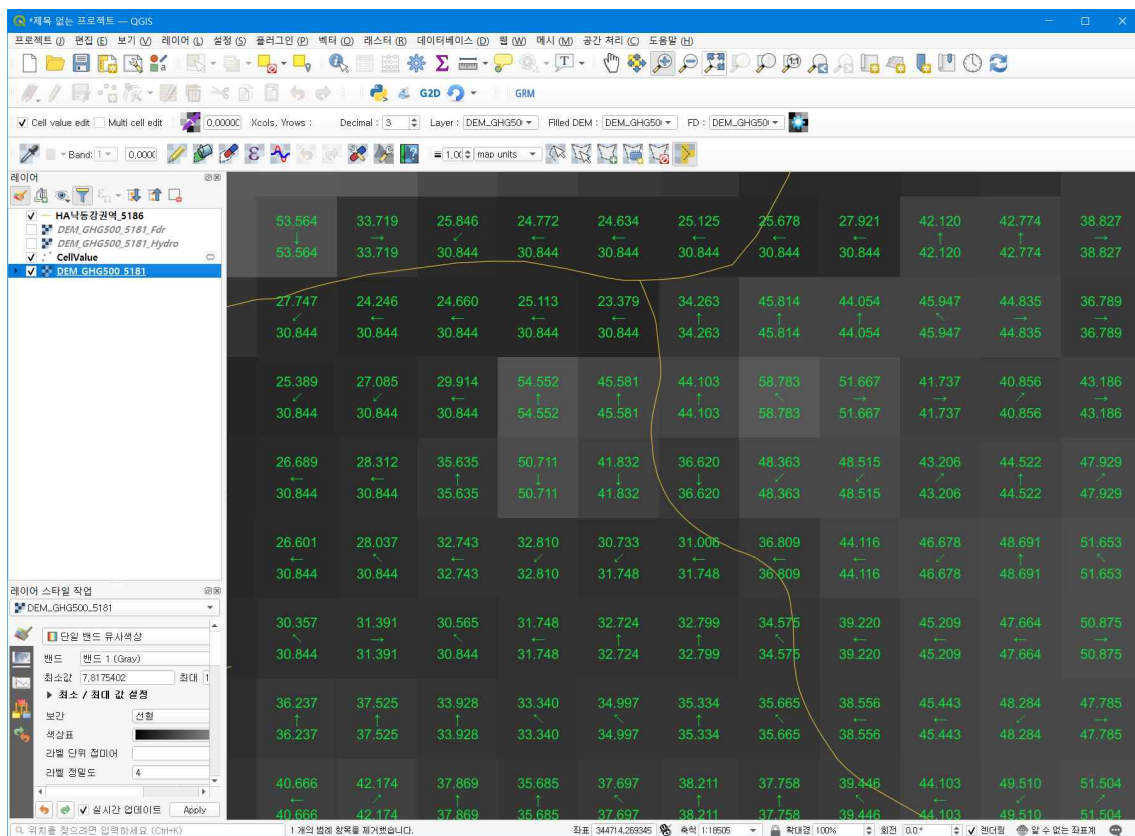 *제목 없는 프로젝트 — QGIS
프로젝트 (J) 편집 (E) 보기 (V) 레이어 (L) 설정 (S) 플러그인 (P) 벡터 (O) 래스터 (R) 데이터베이스 (D) 웹 (W) 메시 (M) 공간 처리 (C) 도움말 (H)
G2D GRM
Cell value edit Multi cell edit 0,0000 Xcols, Yrows : Decimal : 3 Layer : DEM_GHG50 Filled DEM : DEM_GHG50 FD : DEM_GHG50
Band: 1 0,000 1,0 map units
레이어
HA낙동강권역_5186
DEM_GHG500_5181_Fdr
DEM_GHG500_5181_Hydro
CellValue
DEM_GHG500_5181
레이어 스타일 작업
DEM_GHG500_5181
단일 밴드 유사색상
밴드 밴드 1 (Gray)
최소값 7,8175402 최대 1
▶ 최소 / 최대 값 설정
보간 선형
색상표
라벨 단위 접미어
라벨 정밀도 4
실시간 업데이트 Apply
53.564 33.719 25.846 24.772 24.634 25.125 25.678 27.921 42.120 42.774 38.827
↓ → ↙ ← ← ← ← ← ↑ ↑ →
53.564 33.719 30.844 30.844 30.844 30.844 30.844 30.844 42.120 42.774 38.827
27.747 24.246 24.660 25.113 23.379 34.263 45.814 44.054 45.947 44.835 36.789
↙ ← ← ← ← ↑ ↑ ↑ ↖ → →
30.844 30.844 30.844 30.844 30.844 34.263 45.814 44.054 45.947 44.835 36.789
25.389 27.085 29.914 54.552 45.581 44.103 58.783 51.667 41.737 40.856 43.186
↙ ↙ ← ↑ ↑ ↑ ↖ → → ↗ →
30.844 30.844 30.844 54.552 45.581 44.103 58.783 51.667 41.737 40.856 43.186
26.689 28.312 35.635 50.711 41.832 36.620 48.363 48.515 43.206 44.522 47.929
← ← ↑ ↓ ↓ ↓ ↙ ↙ ↗ ↗ ↗
30.844 30.844 35.635 50.711 41.832 36.620 48.363 48.515 43.206 44.522 47.929
26.601 28.037 32.743 32.810 30.733 31.006 36.809 44.116 46.678 48.691 51.653
← ↖ ← ↙ ↙ ← ← ← ↙ ↑ ↖
30.844 30.844 32.743 32.810 31.748 31.748 36.809 44.116 46.678 48.691 51.653
30.357 31.391 30.565 31.748 32.724 32.799 34.575 39.220 45.209 47.664 50.875
↖ → ↖ ← ↑ ↑ ↖ ← ← ← ←
30.844 31.391 30.844 31.748 32.724 32.799 34.575 39.220 45.209 47.664 50.875
36.237 37.525 33.928 33.340 34.997 35.334 35.665 38.556 45.443 48.284 47.785
↑ ↑ ↑ ↖ ↖ ↑ ↖ ← ← ↙ →
36.237 37.525 33.928 33.340 34.997 35.334 35.665 38.556 45.443 48.284 47.785
40.666 42.174 37.869 35.685 37.697 38.211 37.758 39.446 44.103 49.510 51.504
← ↗ ↑ ↑ ↖ ↑ ↖ ↖ ← ↖ ↑
40.666 42.174 37.869 35.685 37.697 38.211 37.758 39.446 44.103 49.510 51.504
위치를 찾으려면 입력하세요 (Ctrl+K) 1 개의 범례 항목을 제거했습니다. 좌표 344714,269345 축척 1:18505 확대경 100% 회전 0.0° 렌더링 알 수 없는 좌표계